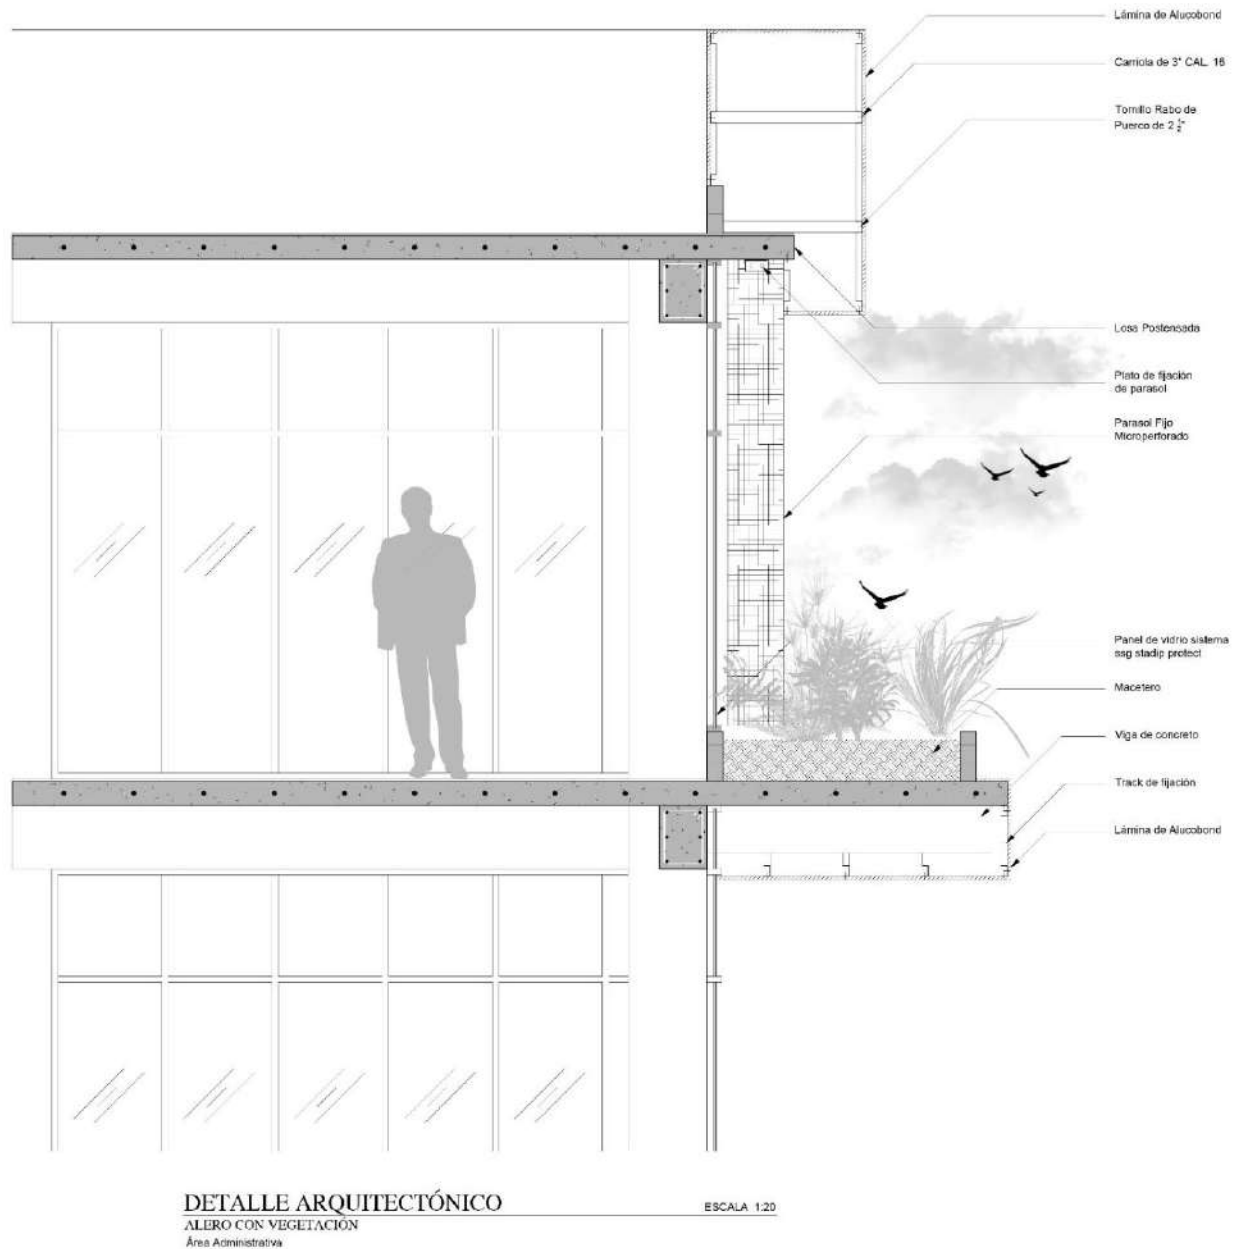 Lámina de Alucobond
Carriola de 3" CAL. 16
Tornillo Rabo de
Puerco de 2 ½"
Losa Postensada
Plato de fijación
de parasol
Parasol Fijo
Microperforado
Panel de vidrio sistema
ssg stadip protect
Macetero
Viga de concreto
Track de fijación
Lámina de Alucobond
DETALLE ARQUITECTÓNICO
ESCALA 1:20
ALERO CON VEGETACIÓN
Área Administrativa